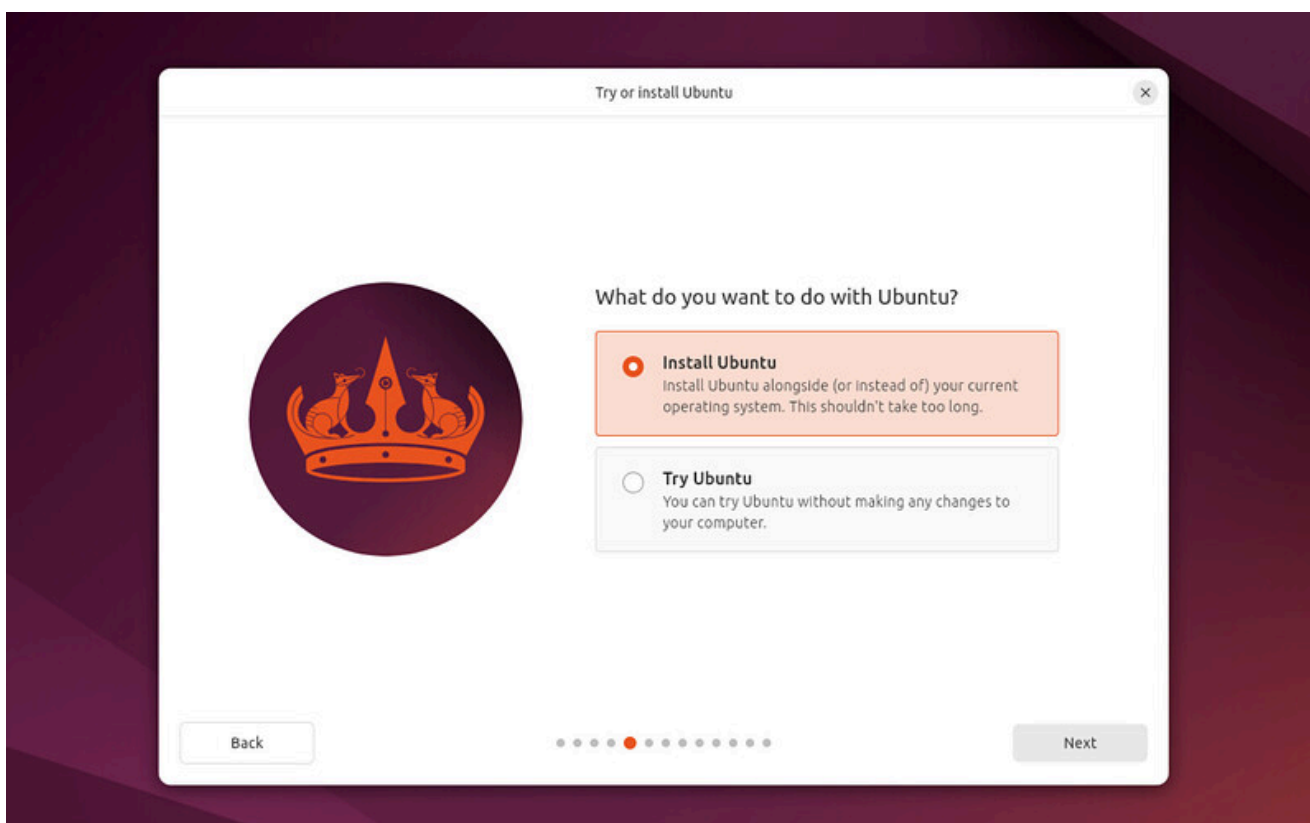 Try or install Ubuntu
What do you want to do with Ubuntu?
Install Ubuntu
Install Ubuntu alongside (or instead of) your current
operating system. This shouldn't take too long.
Try Ubuntu
You can try Ubuntu without making any changes to
your computer.
Back
Next